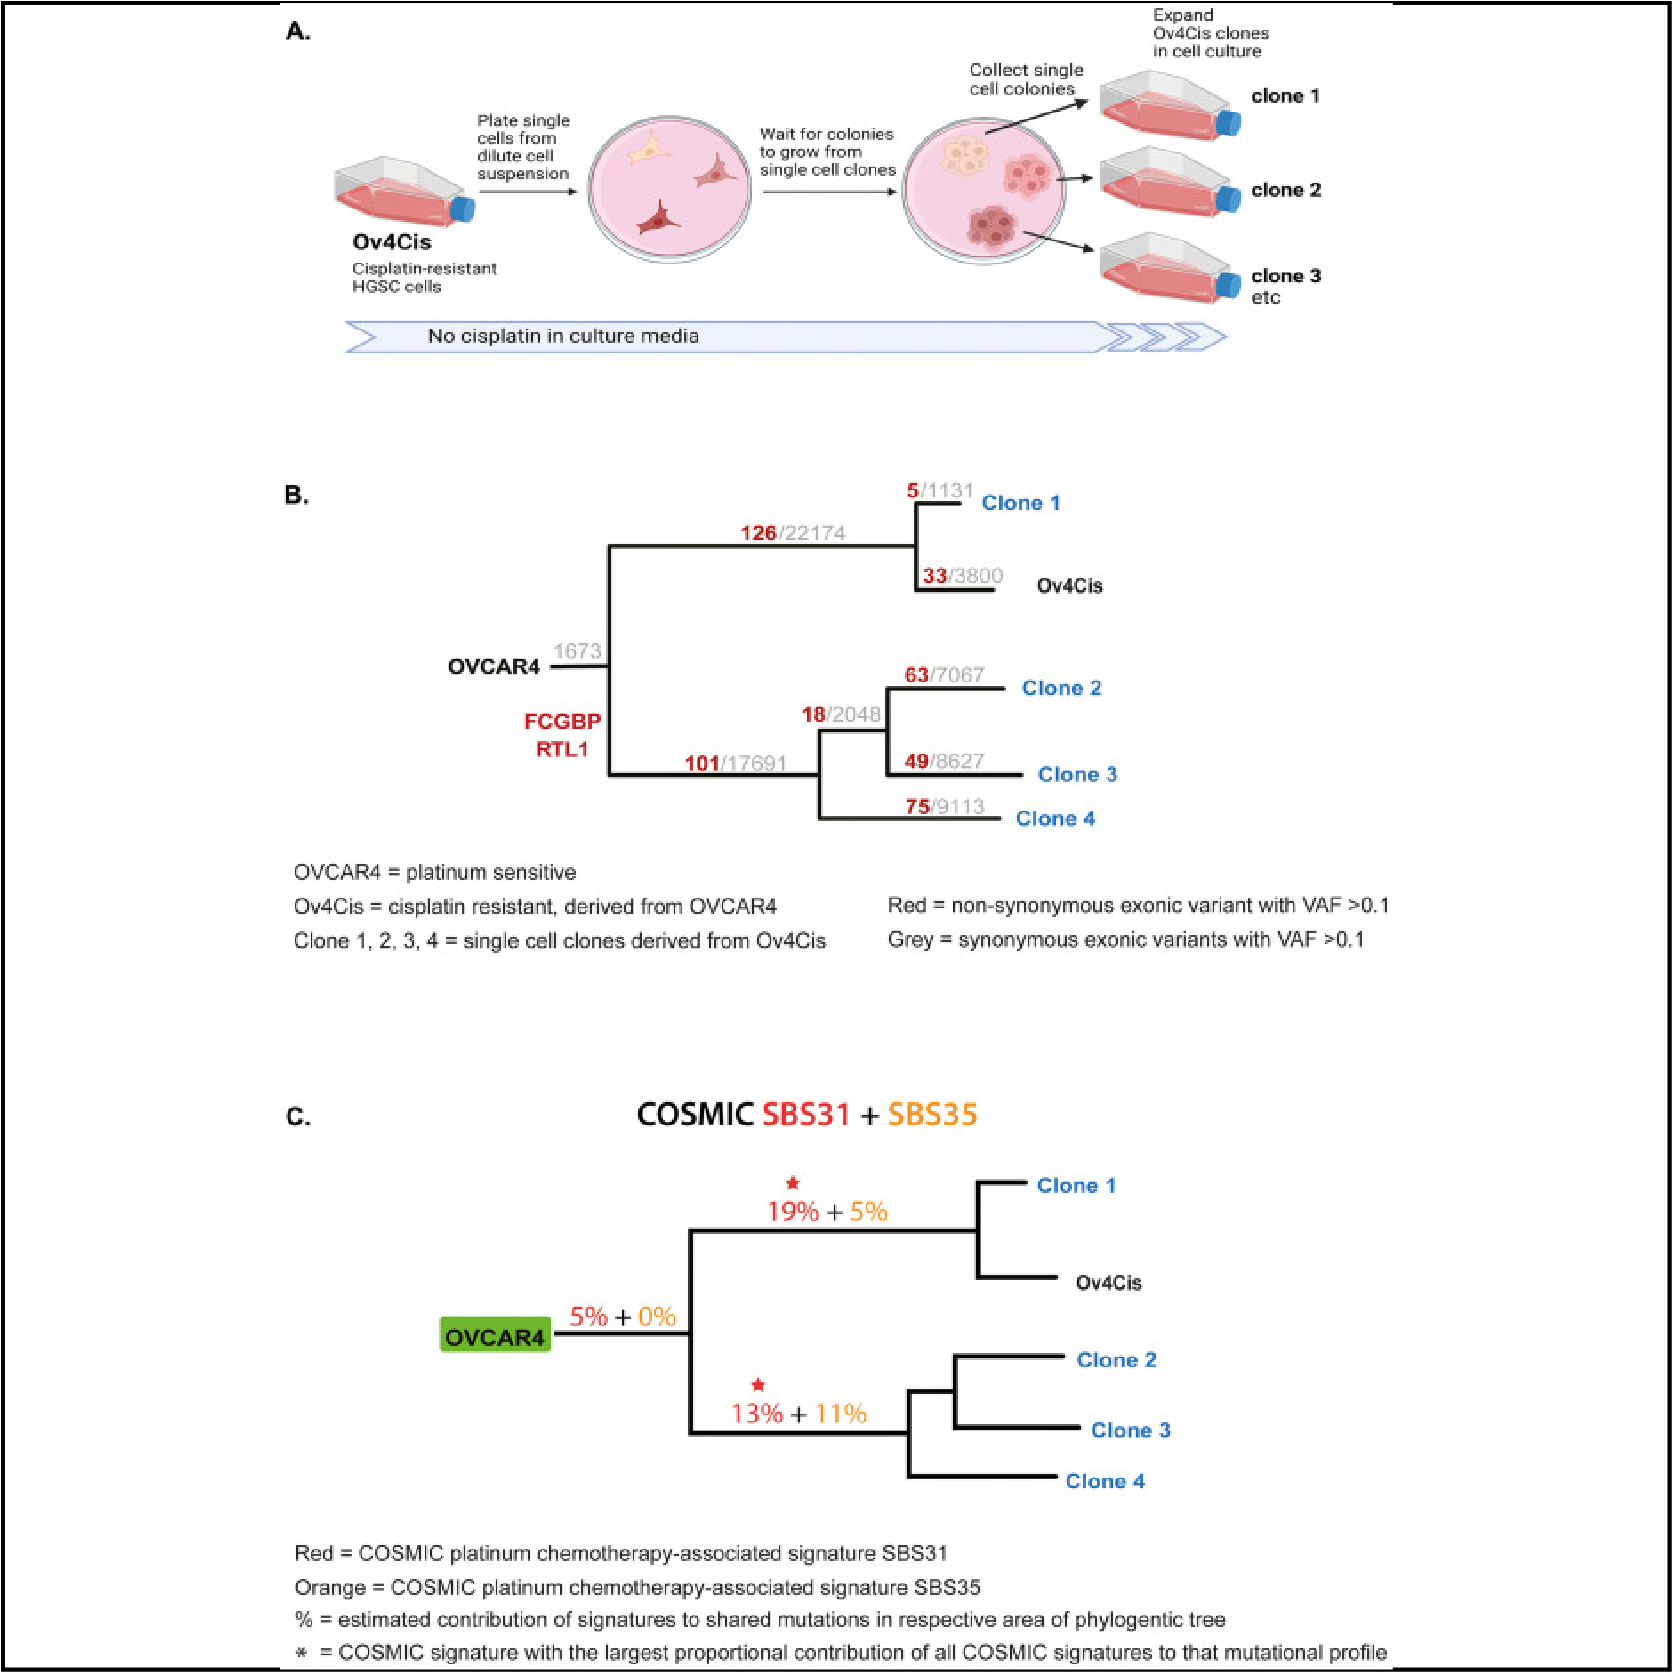 A.
Expand
Ov4Cis clones
in cell culture
Collect single
cell colonies
clone 1
Plate single
cells from
dilute cell
suspension
Wait for colonies
to grow from
single cell clones
clone 2
Ov4Cis
Cisplatin-resistant
HGSC cells
clone 3
etc
No cisplatin in culture media
B.
5/1131
Clone 1
126/22174
33/3800
Ov4Cis
1673
OVCAR4
63/7067
Clone 2
18/2048
FCGBP
RTL1
101/17691
49/8627
Clone 3
75/9113
Clone 4
OVCAR4 = platinum sensitive
Ov4Cis = cisplatin resistant, derived from OVCAR4
Clone 1, 2, 3, 4 = single cell clones derived from Ov4Cis
Red = non-synonymous exonic variant with VAF >0.1
Grey = synonymous exonic variants with VAF >0.1
C.
COSMIC SBS31 + SBS35
Clone 1
19% + 5%
Ov4Cis
5% + 0%
OVCAR4
Clone 2
13% + 11%
Clone 3
Clone 4
Red = COSMIC platinum chemotherapy-associated signature SBS31
Orange = COSMIC platinum chemotherapy-associated signature SBS35
% = estimated contribution of signatures to shared mutations in respective area of phylogentic tree
* = COSMIC signature with the largest proportional contribution of all COSMIC signatures to that mutational profile